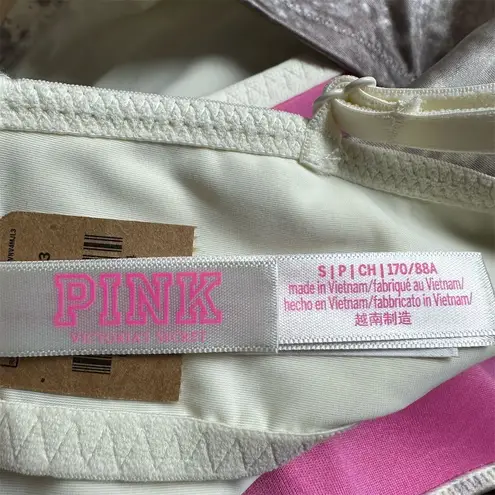 PINK
VICTORIA'S SECRET
S | P | CH | 170/88A
made in Vietnam/fabriqué au Vietnam/
hecho en Vietnam/fabbricato in Vietnam/
越南制造
3